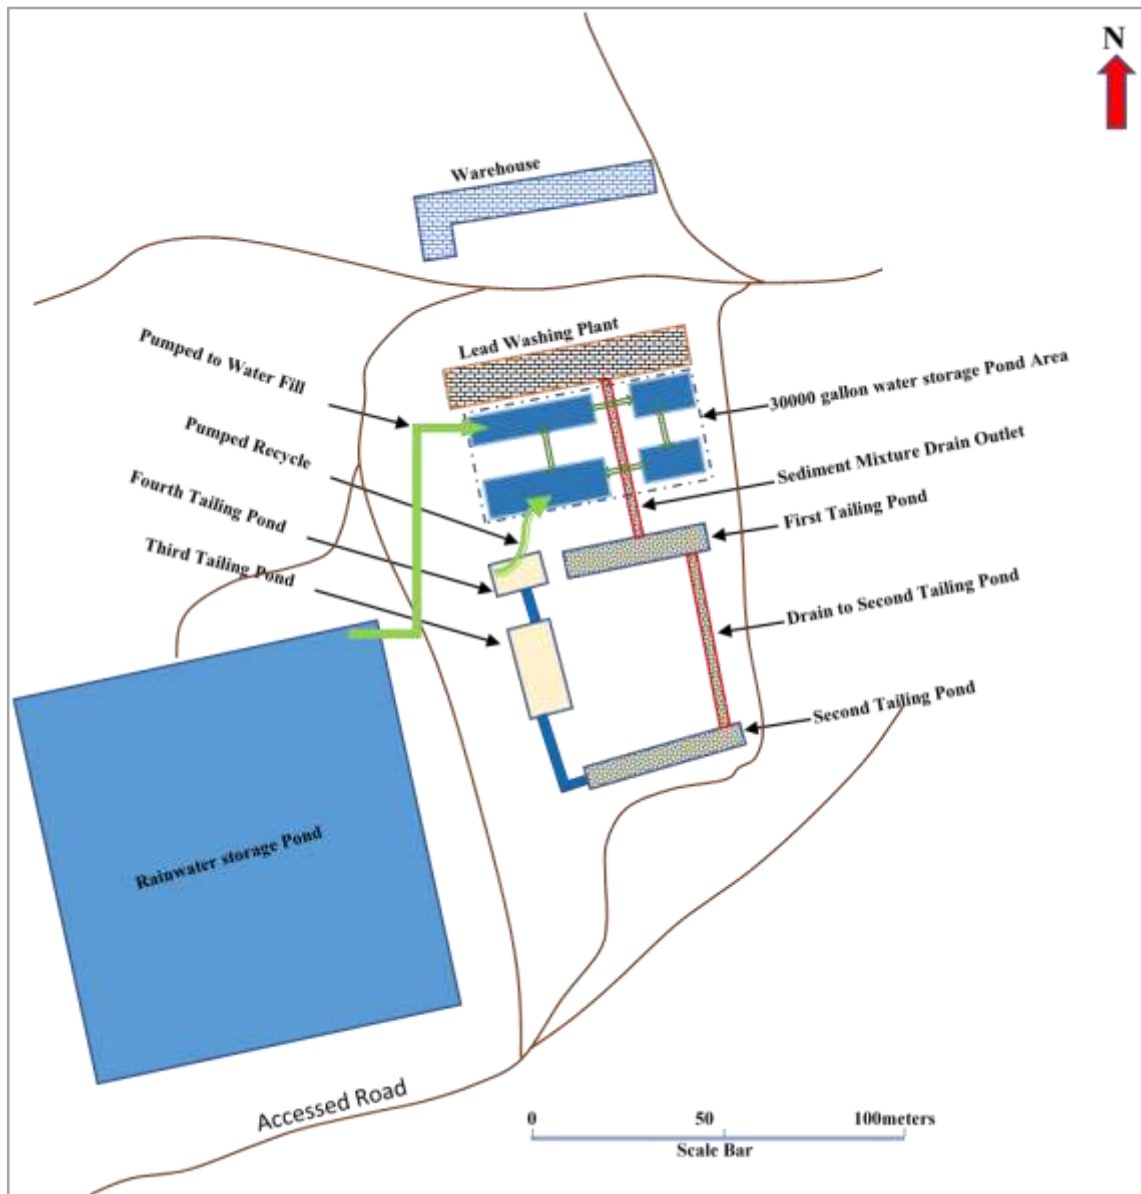 N
Warehouse
Lead Washing Plant
Pumped to Water Fill
30000 gallon water storage Pond Area
Pumped Recycle
Sediment Mixture Drain Outlet
Fourth Tailing Pond
First Tailing Pond
Third Tailing Pond
Drain to Second Tailing Pond
Second Tailing Pond
Rainwater storage Pond
Accessed Road
0 50 100meters
Scale Bar